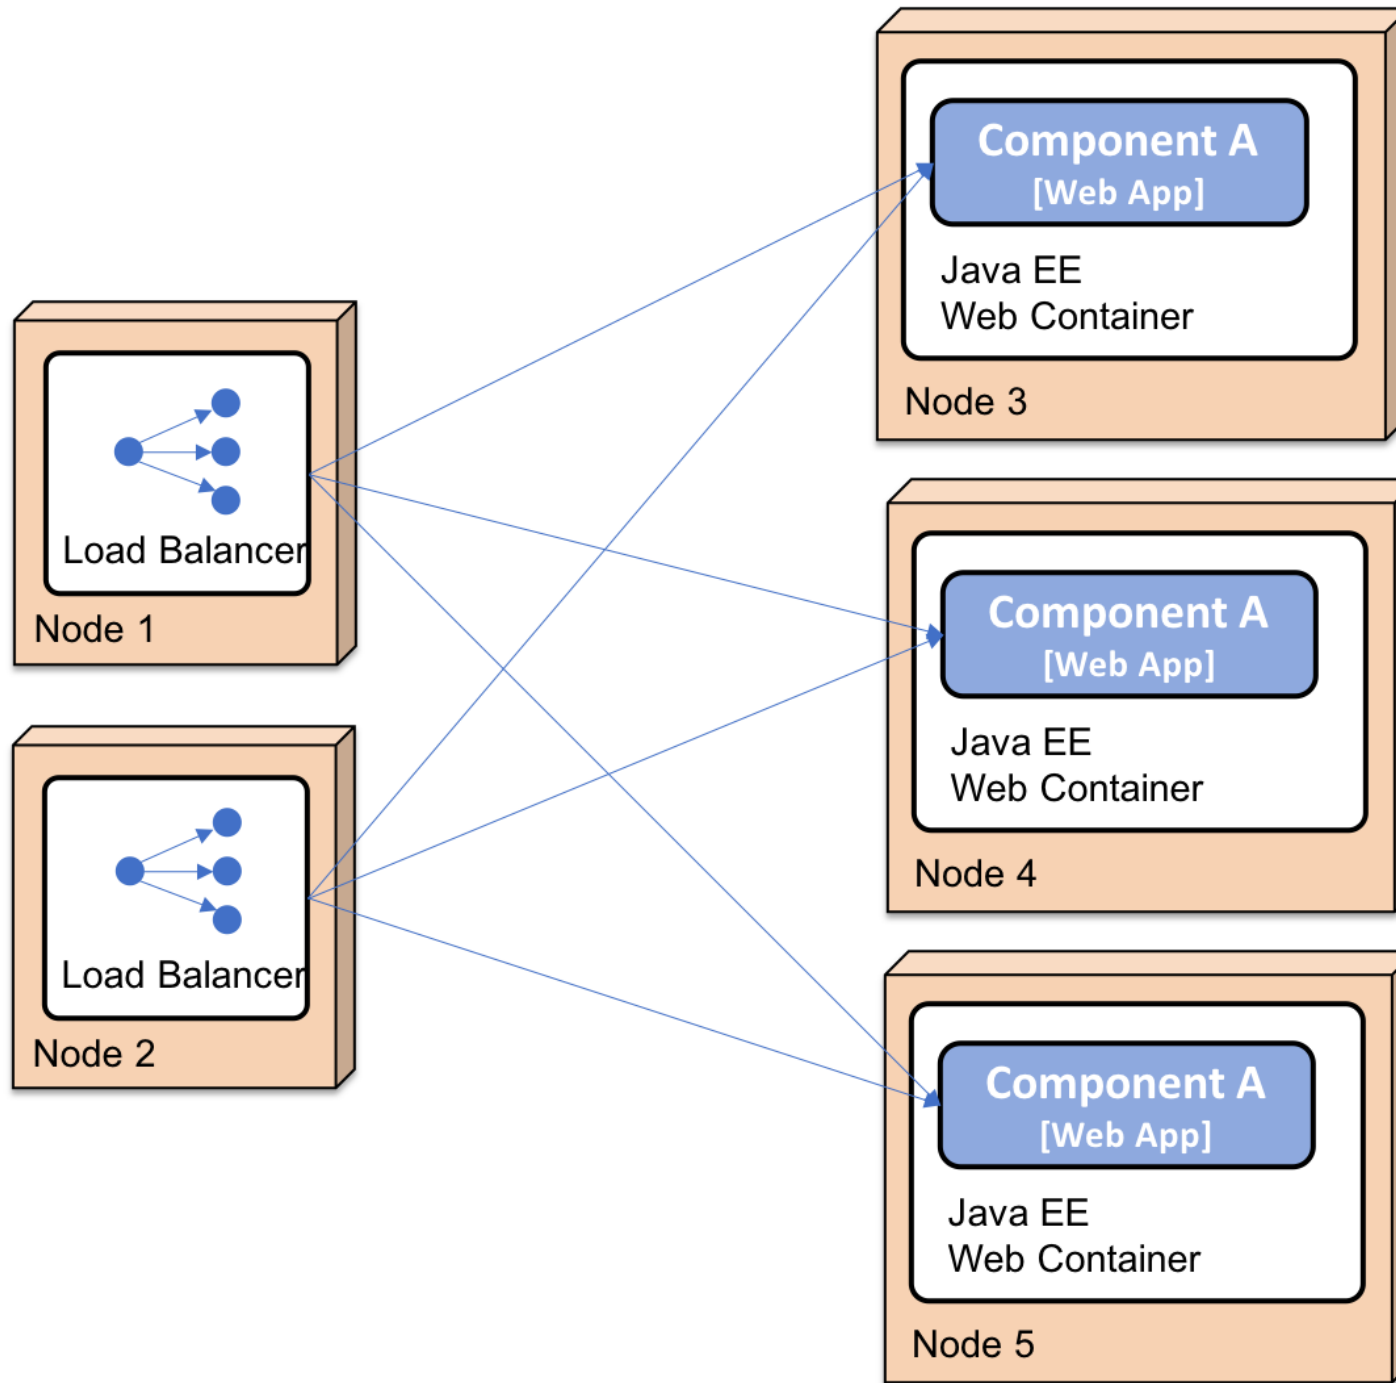 Load Balancer
Node 1
Load Balancer
Node 2
Component A
[Web App]
Java EE
Web Container
Node 3
Component A
[Web App]
Java EE
Web Container
Node 4
Component A
[Web App]
Java EE
Web Container
Node 5